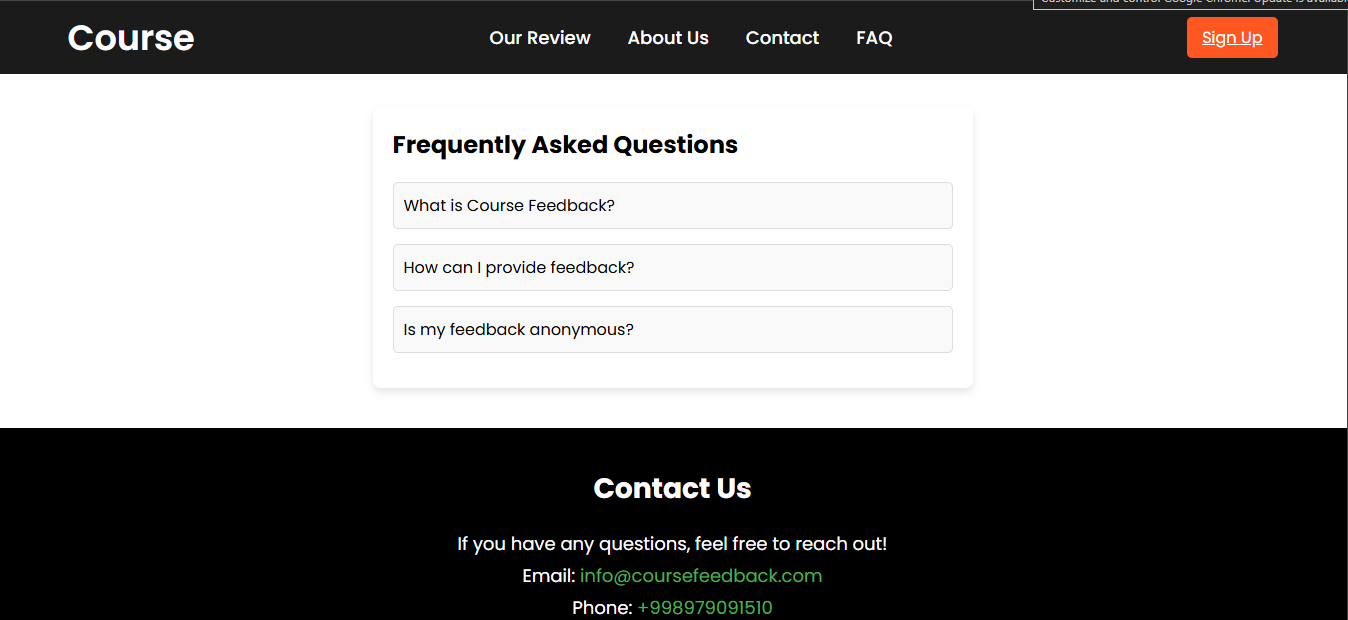 Customize and control Google Chrome. Update is available
Course
Our Review About Us Contact FAQ
Sign Up
Frequently Asked Questions
What is Course Feedback?
How can I provide feedback?
Is my feedback anonymous?
Contact Us
If you have any questions, feel free to reach out!
Email: info@coursefeedback.com
Phone: +998979091510